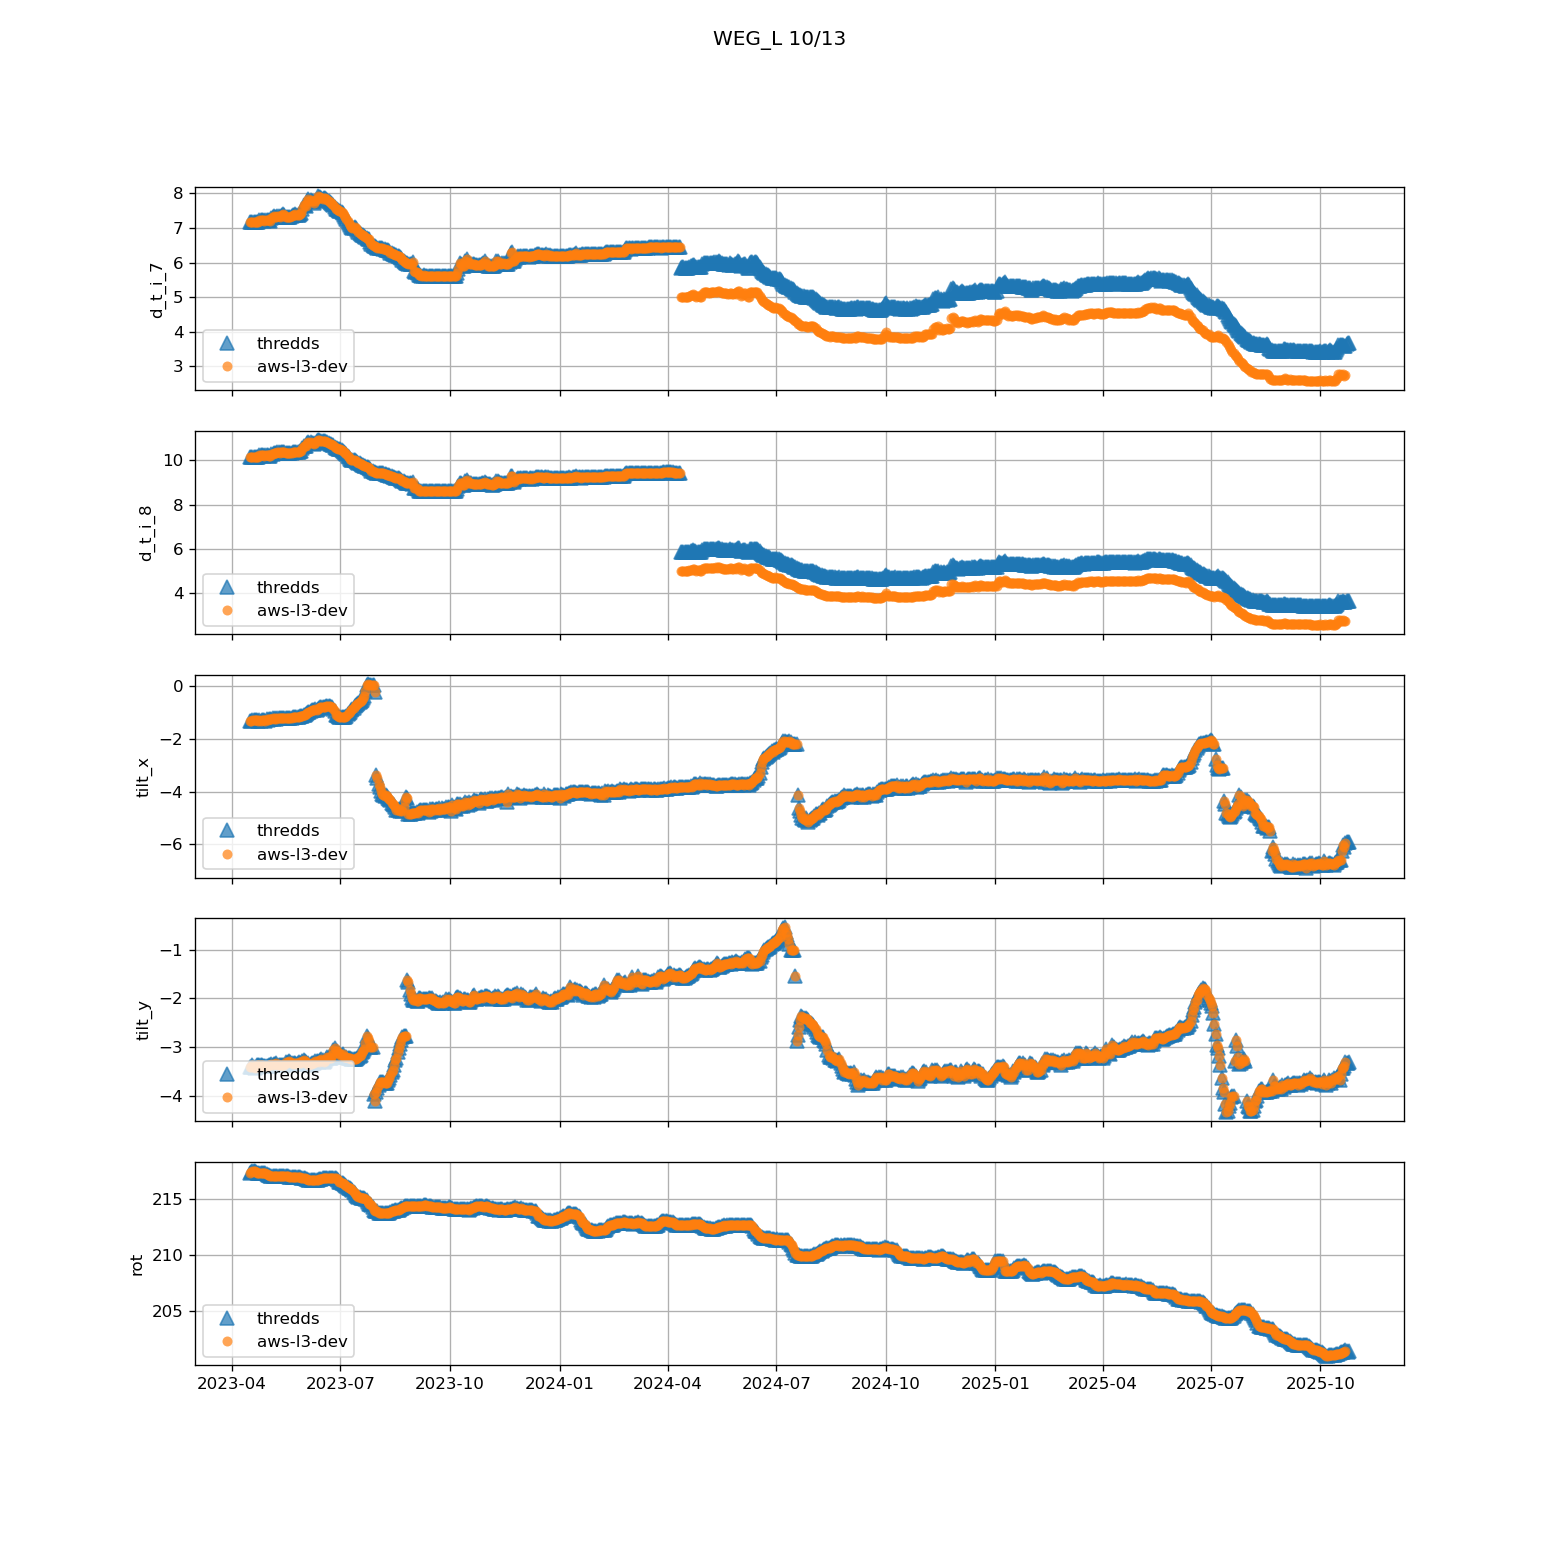 WEG_L 10/13
8
7
6
5
4
3
d_t_i_7
thredds
aws-l3-dev
10
8
6
4
d_t_i_8
thredds
aws-l3-dev
0
−2
−4
−6
tilt_x
thredds
aws-l3-dev
−1
−2
−3
−4
tilt_y
thredds
aws-l3-dev
215
210
205
rot
thredds
aws-l3-dev
2023-04 2023-07 2023-10 2024-01 2024-04 2024-07 2024-10 2025-01 2025-04 2025-07 2025-10